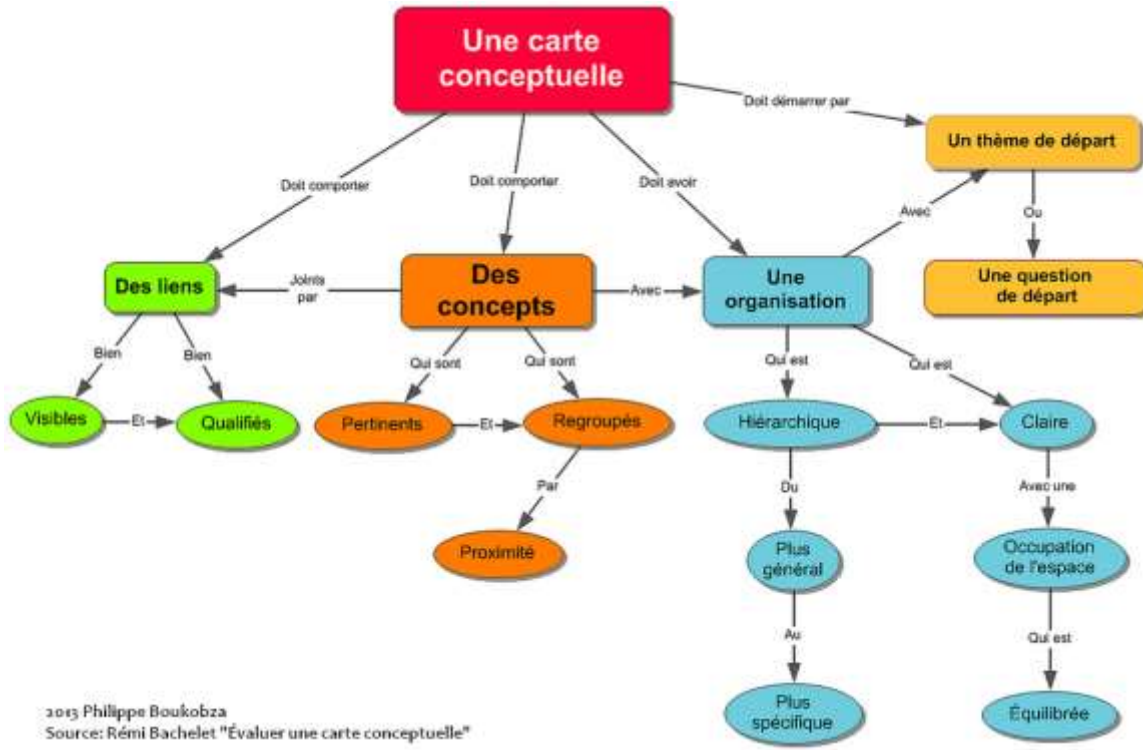 Une carte
conceptuelle
Doit démarrer par
Un thème de départ
Doit comporter
Doit comporter
Doit avoir
Avec
Ou
Des liens
Joints
par
Des
concepts
Avec
Une
organisation
Une question
de départ
Bien
Bien
Qui sont
Qui sont
Qui est
Qui est
Visibles
Et
Qualifiés
Pertinents
Et
Regroupés
Hiérarchique
Et
Claire
Par
Du
Avec une
Proximité
Plus
général
Occupation
de l'espace
Au
Qui est
Plus
spécifique
Équilibrée
2013 Philippe Boukobza
Source: Rémi Bachelet "Évaluer une carte conceptuelle"